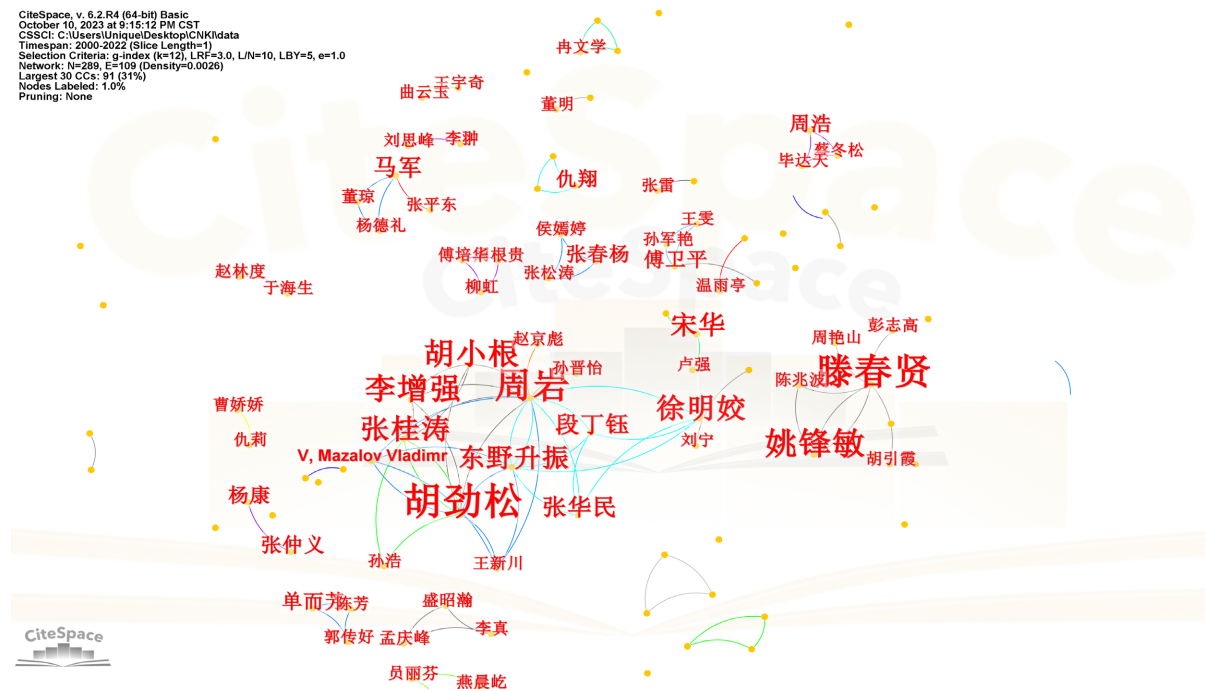 CiteSpace, v. 6.2.R4 (64-bit) Basic
October 10, 2023 at 9:15:12 PM CST
CSSCI: C:\Users\Unique\Desktop\CNKI\data
Timespan: 2000-2022 (Slice Length=1)
Selection Criteria: g-index (k=12), LRF=3.0, L/N=10, LBY=5, e=1.0
Network: N=289, E=109 (Density=0.0026)
Largest 30 CCs: 91 (31%)
Nodes Labeled: 1.0%
Pruning: None
冉文学
王宇奇
曲云玉
董明
周浩
刘思峰
李翀
蔡冬松
毕达天
马军
仇翔
张雷
董琼
张平东
杨德礼
王雯
侯嫣婷
孙军艳
傅培华
根贵
张春杨
傅卫平
赵林度
张松涛
于海生
柳虹
温雨亭
宋华
彭志高
赵京彪
周艳山
胡小根
孙晋怡
卢强
滕春贤
李增强
周岩
陈兆波
曹娇娇
徐明姣
张桂涛
段丁钰
仇莉
刘宁
姚锋敏
V, Mazalov Vladimr
东野升振
胡引霞
杨康
胡劲松
张华民
张仲义
孙浩
王新川
单而芳
陈芳
盛昭瀚
郭传好
孟庆峰
李真
员丽芬
燕晨屹
CiteSpace
CiteSpace
CiteSpace